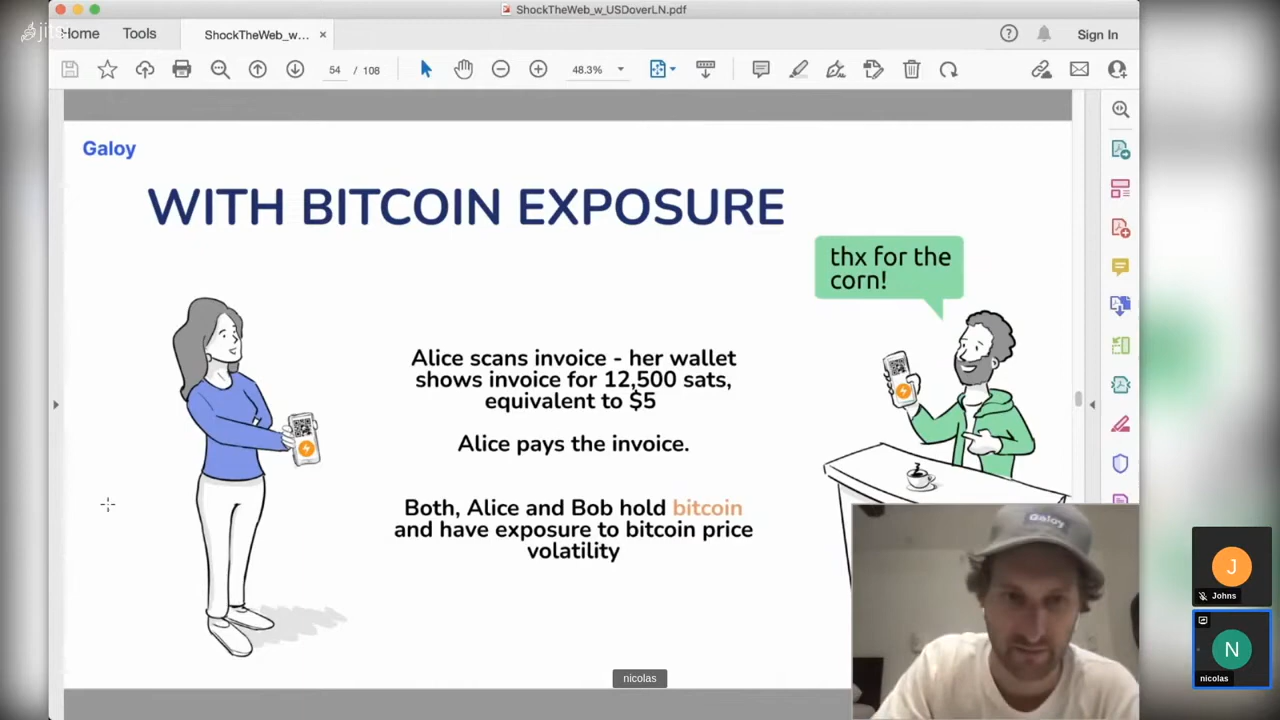 ShockTheWeb_w_USDoverLN.pdf
jitsi
Home
Tools
ShockTheWeb_w... ×
Sign In
54 / 108
48.3%
Galoy
WITH BITCOIN EXPOSURE
thx for the
corn!
Alice scans invoice - her wallet
shows invoice for 12,500 sats,
equivalent to $5
Alice pays the invoice.
Both, Alice and Bob hold bitcoin
and have exposure to bitcoin price
volatility
Galoy
J
Johns
N
nicolas
nicolas